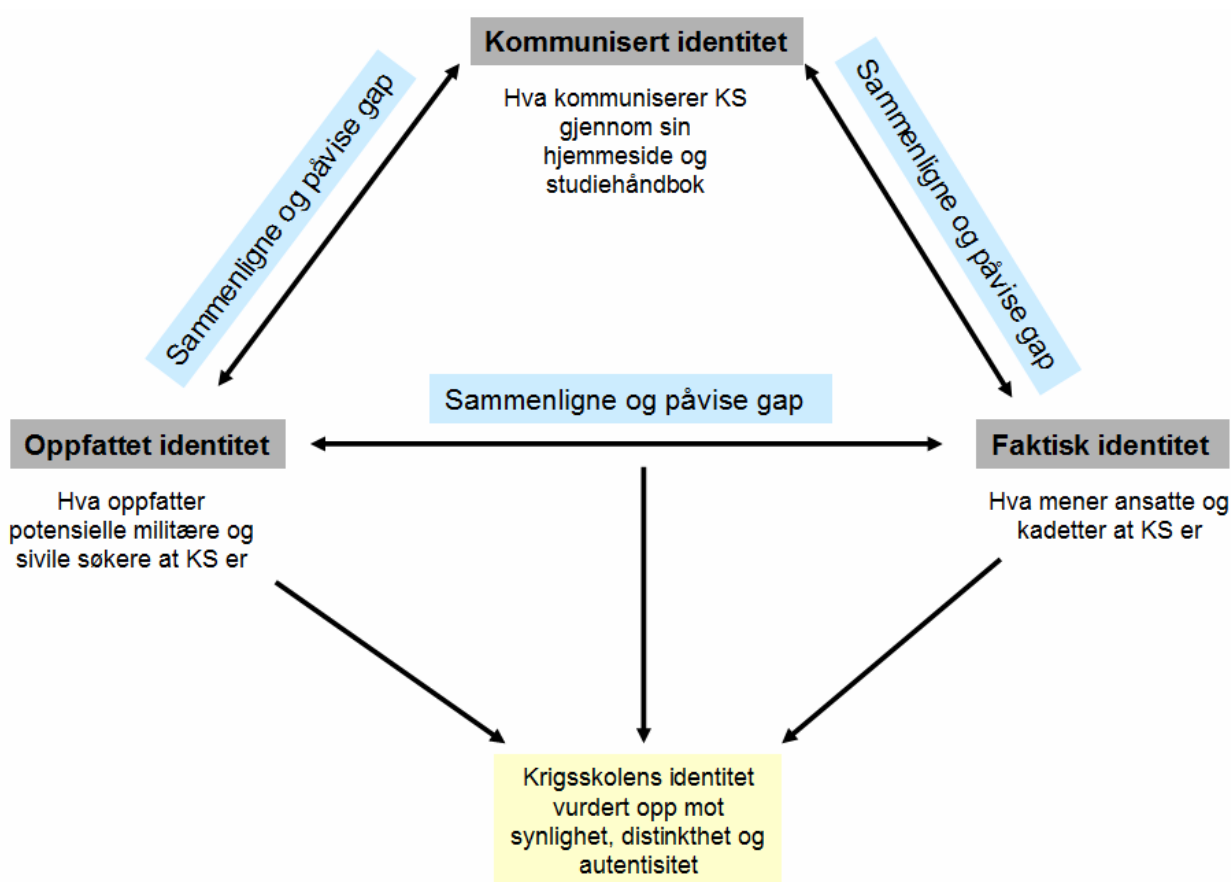 Kommunisert identitet
Hva kommuniserer KS
gjennom sin
hjemmeside og
studiehåndbok
Sammenligne og påvise gap
Sammenligne og påvise gap
Sammenligne og påvise gap
Oppfattet identitet
Hva oppfatter
potensielle militære og
sivile søkere at KS er
Faktisk identitet
Hva mener ansatte og
kadetter at KS er
Krigsskolens identitet
vurdert opp mot
synlighet, distinkthet og
autentisitet